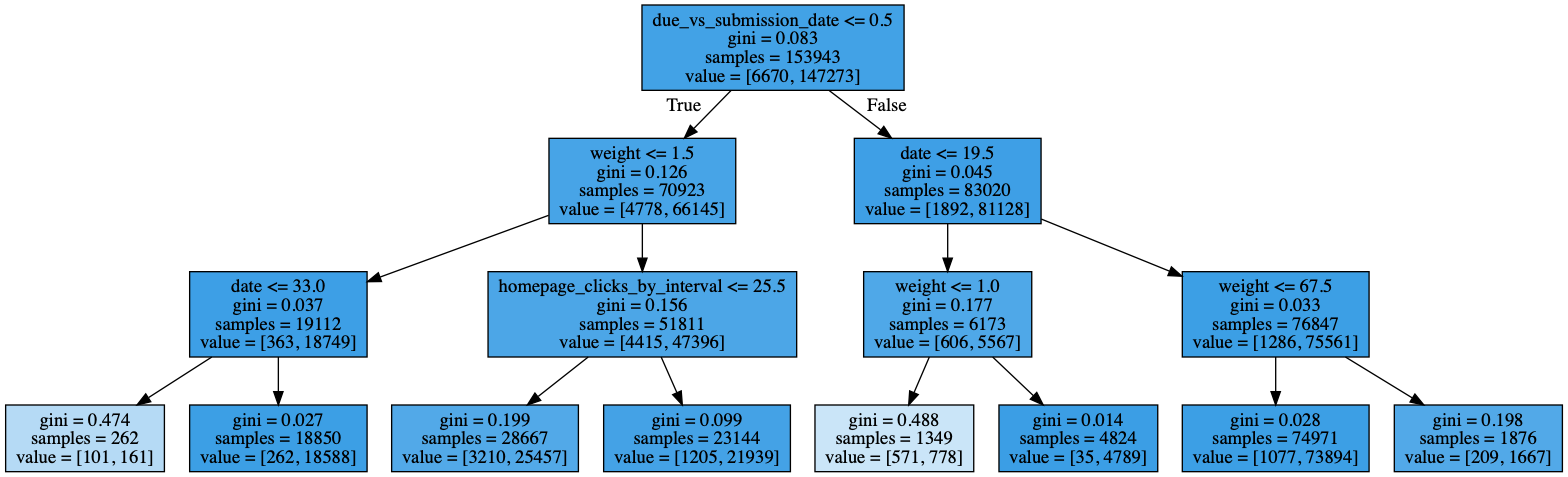 due_vs_submission_date <= 0.5
gini = 0.083
samples = 153943
value = [6670, 147273]
True
False
weight <= 1.5
gini = 0.126
samples = 70923
value = [4778, 66145]
date <= 19.5
gini = 0.045
samples = 83020
value = [1892, 81128]
date <= 33.0
gini = 0.037
samples = 19112
value = [363, 18749]
homepage_clicks_by_interval <= 25.5
gini = 0.156
samples = 51811
value = [4415, 47396]
weight <= 1.0
gini = 0.177
samples = 6173
value = [606, 5567]
weight <= 67.5
gini = 0.033
samples = 76847
value = [1286, 75561]
gini = 0.474
samples = 262
value = [101, 161]
gini = 0.027
samples = 18850
value = [262, 18588]
gini = 0.199
samples = 28667
value = [3210, 25457]
gini = 0.099
samples = 23144
value = [1205, 21939]
gini = 0.488
samples = 1349
value = [571, 778]
gini = 0.014
samples = 4824
value = [35, 4789]
gini = 0.028
samples = 74971
value = [1077, 73894]
gini = 0.198
samples = 1876
value = [209, 1667]